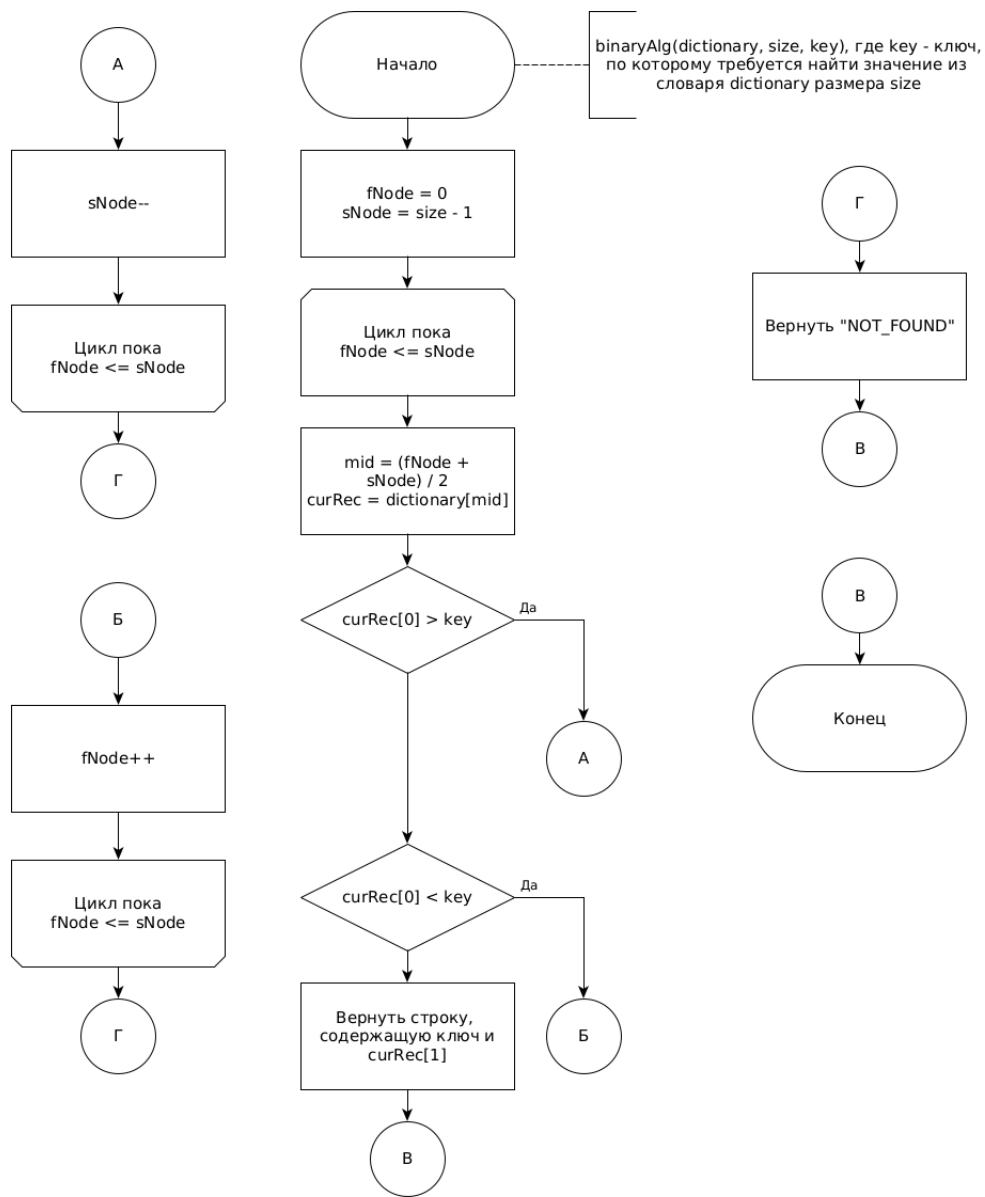 А
sNode--
Цикл пока
fNode <= sNode
Г
Б
fNode++
Цикл пока
fNode <= sNode
Г
Начало
binaryAlg(dictionary, size, key), где key - ключ,
по которому требуется найти значение из
словаря dictionary размера size
fNode = 0
sNode = size - 1
Цикл пока
fNode <= sNode
mid = (fNode +
sNode) / 2
curRec = dictionary[mid]
curRec[0] > key
Да
А
curRec[0] < key
Да
Вернуть строку,
содержащую ключ и
curRec[1]
Б
В
Г
Вернуть "NOT_FOUND"
В
В
Конец